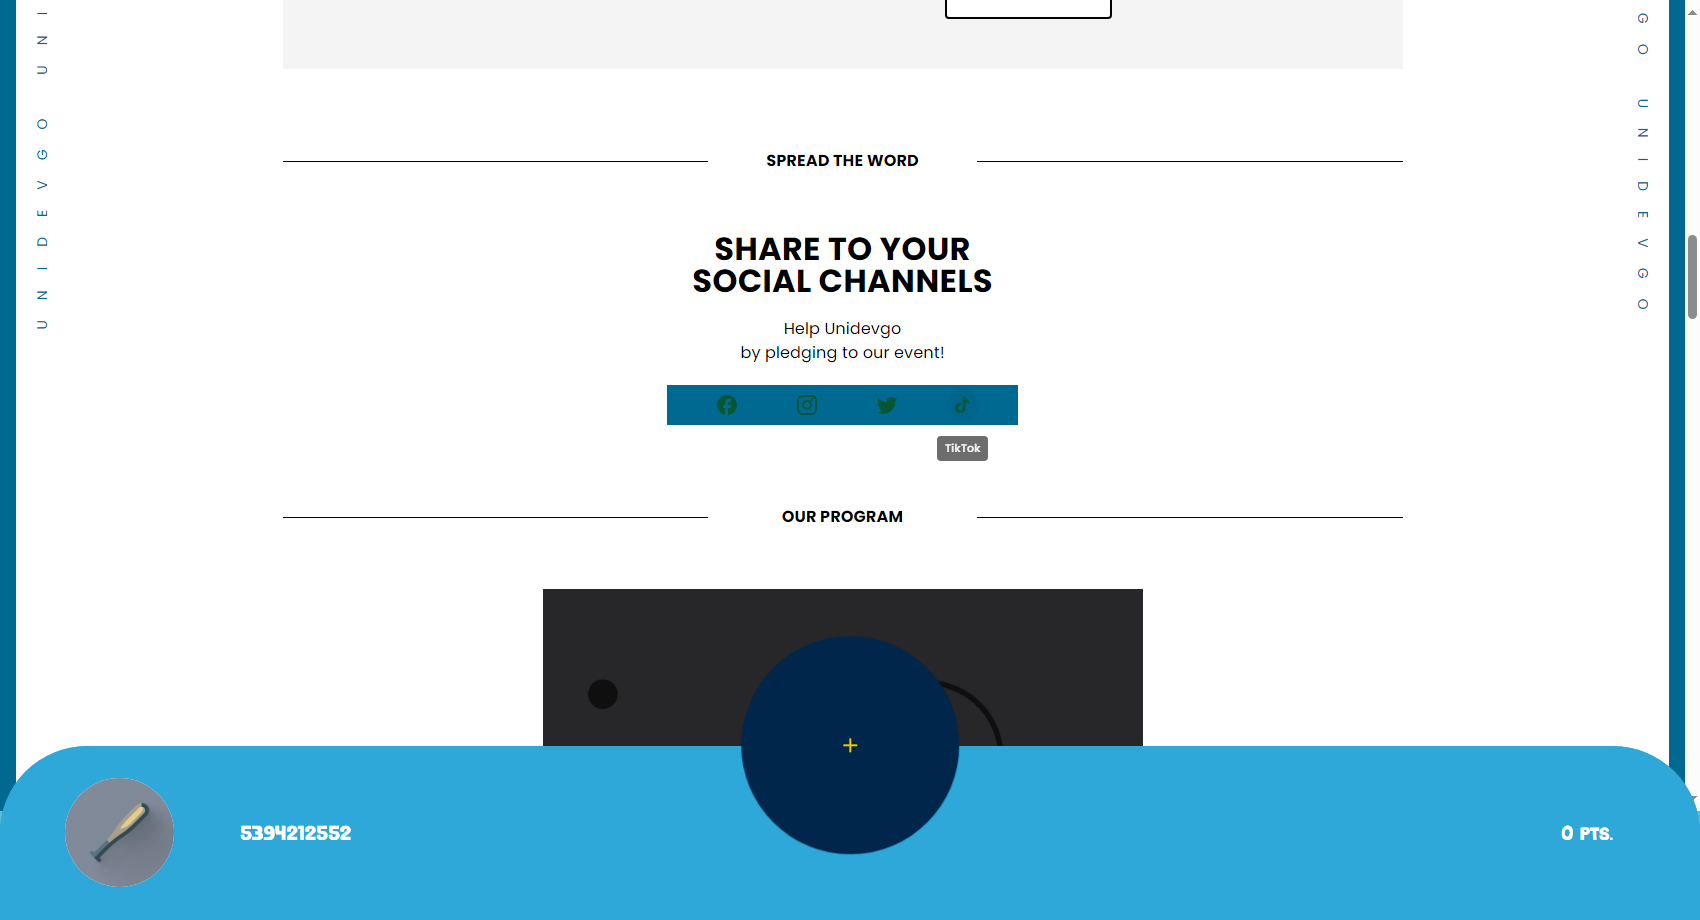 UNIDEVGO UNI
GO UNIDEVGO
SPREAD THE WORD
SHARE TO YOUR
SOCIAL CHANNELS
Help Unidevgo
by pledging to our event!
TikTok
OUR PROGRAM
+
5394212552
0 PTS.